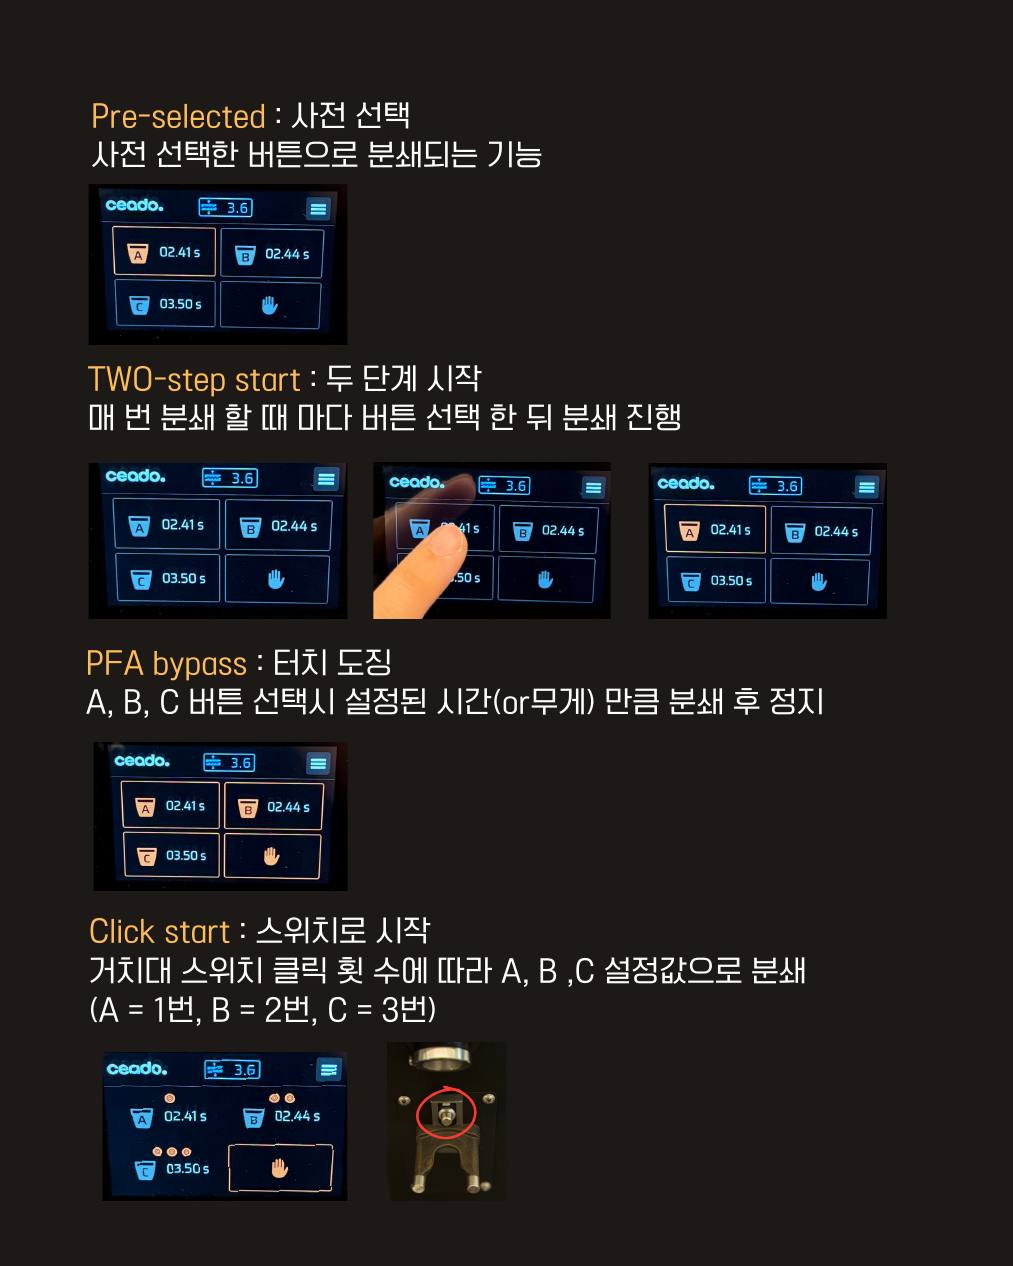 Pre-selected : 사전 선택
사전 선택한 버튼으로 분쇄되는 기능
ceado. 3.6
A 02.41 s B 02.44 s
C 03.50 s
TWO-step start : 두 단계 시작
매 번 분쇄 할 때 마다 버튼 선택 한 뒤 분쇄 진행
ceado. 3.6
A 02.41 s B 02.44 s
C 03.50 s
ceado. 3.6
A 41 s B 02.44 s
.50 s
ceado. 3.6
A 02.41 s B 02.44 s
C 03.50 s
PFA bypass : 터치 도징
A, B, C 버튼 선택시 설정된 시간(or무게) 만큼 분쇄 후 정지
ceado. 3.6
A 02.41 s B 02.44 s
C 03.50 s
Click start : 스위치로 시작
거치대 스위치 클릭 횟 수에 따라 A, B ,C 설정값으로 분쇄
(A = 1번, B = 2번, C = 3번)
ceado. 3.6
A 02.41 s B 02.44 s
C 03.50 s